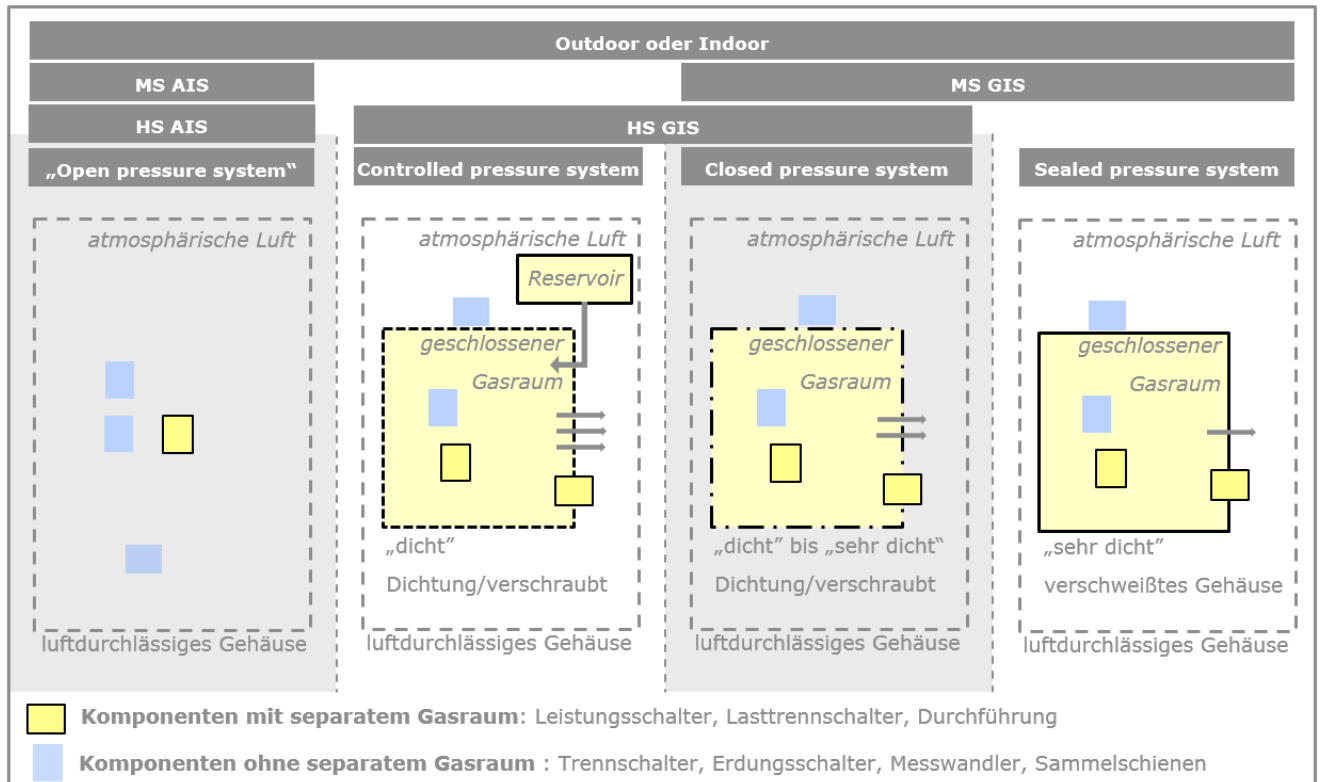 Outdoor oder Indoor
MS AIS
MS GIS
HS AIS
HS GIS
„Open pressure system“
Controlled pressure system
Closed pressure system
Sealed pressure system
atmosphärische Luft
luftdurchlässiges Gehäuse
atmosphärische Luft
Reservoir
geschlossener
Gasraum
„dicht”
Dichtung/verschraubt
luftdurchlässiges Gehäuse
atmosphärische Luft
geschlossener
Gasraum
„dicht” bis „sehr dicht“
Dichtung/verschraubt
luftdurchlässiges Gehäuse
atmosphärische Luft
geschlossener
Gasraum
„sehr dicht”
verschweißtes Gehäuse
luftdurchlässiges Gehäuse
Komponenten mit separatem Gasraum: Leistungsschalter, Lasttrennschalter, Durchführung
Komponenten ohne separatem Gasraum : Trennschalter, Erdungsschalter, Messwandler, Sammelschienen